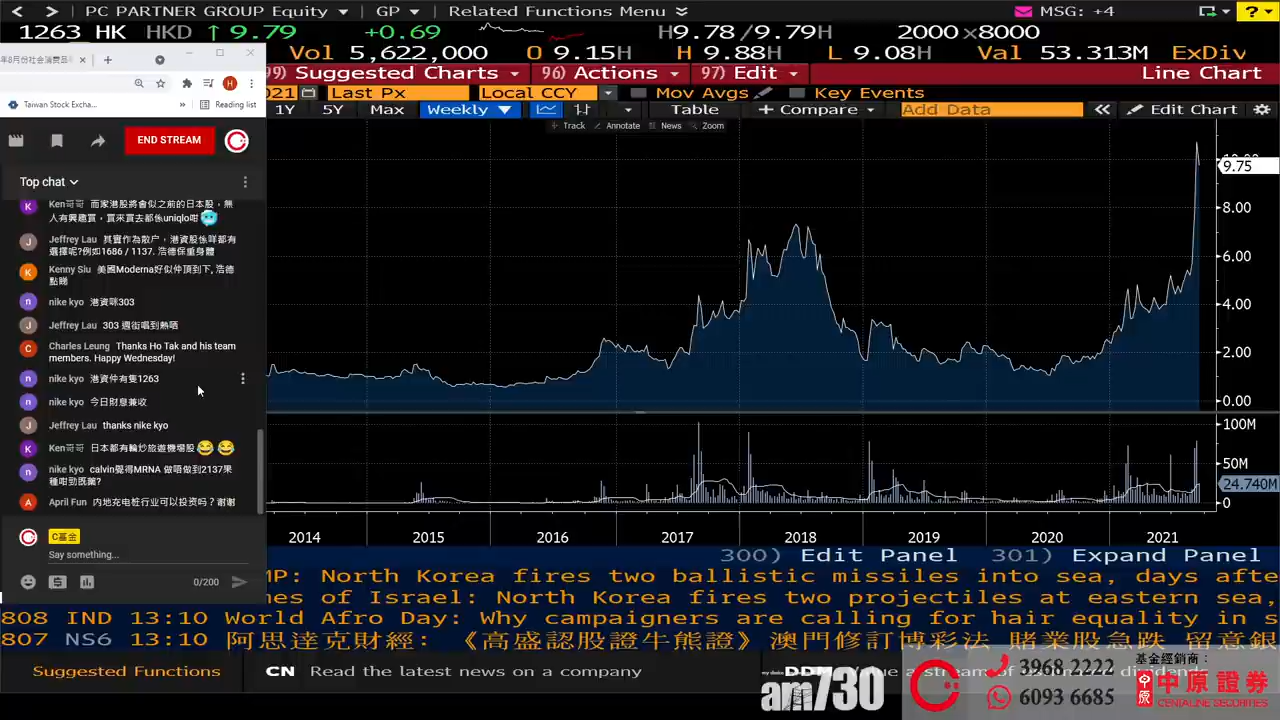 PC PARTNER GROUP Equity
GP
Related Functions Menu
MSG: +4
?
1263 HK HKD ↑ 9.79 +0.69
H9.78/9.79H
2000×8000
Vol 5,622,000 O 9.15H H 9.88H L 9.08H Val 53.313M ExDiv
99) Suggested Charts
96) Actions
97) Edit
Line Chart
021
Last Px
Local CCY
Mov Avgs
Key Events
1Y
5Y
Max
Weekly
Table
+ Compare
Add Data
Edit Chart
Track
Annotate
News
Zoom
Taiwan Stock Excha...
Reading list
END STREAM
Top chat
Ken哥哥 而家港股將會似之前的日本股，無
人有興趣買，買來買去都係uniqlo咁
Jeffrey Lau 其實作為散户，港資股係咩都有
選擇呢?例如1686 / 1137. 浩德保重身體
Kenny Siu 美國Moderna好似仲頂到下, 浩德
點睇
nike kyo 港資咪303
Jeffrey Lau 303 週街唱到熱晒
Charles Leung Thanks Ho Tak and his team
members. Happy Wednesday!
nike kyo 港資仲有隻1263
nike kyo 今日財息兼收
Jeffrey Lau thanks nike kyo
Ken哥哥 日本都有輪炒旅遊機場股
nike kyo calvin覺得MRNA 做唔做到2137果
種咁勁既藥?
April Fun 内地充电桩行业可以投资吗？谢谢
C基金
Say something...
0/200
9.75
8.00
6.00
4.00
2.00
0.00
100M
50M
24.740M
0
2014
2015
2016
2017
2018
2019
2020
2021
300) Edit Panel
301) Expand Panel
MP: North Korea fires two ballistic missiles into sea, days afte
mes of Israel: North Korea fires two projectiles at eastern sea,
808 IND 13:10 World Afro Day: Why campaigners are calling for hair equality in s
807 NS6 13:10 阿思達克財經: 《高盛認股證牛熊證》澳門修訂博彩法 賭業股急跌 留意銀
Suggested Functions
CN Read the latest news on a company
DDM
a stream of
dividends
am730
3968 2222
6093 6685
基金經銷商：
中原
中原證券
CENTALINE SECURITIES